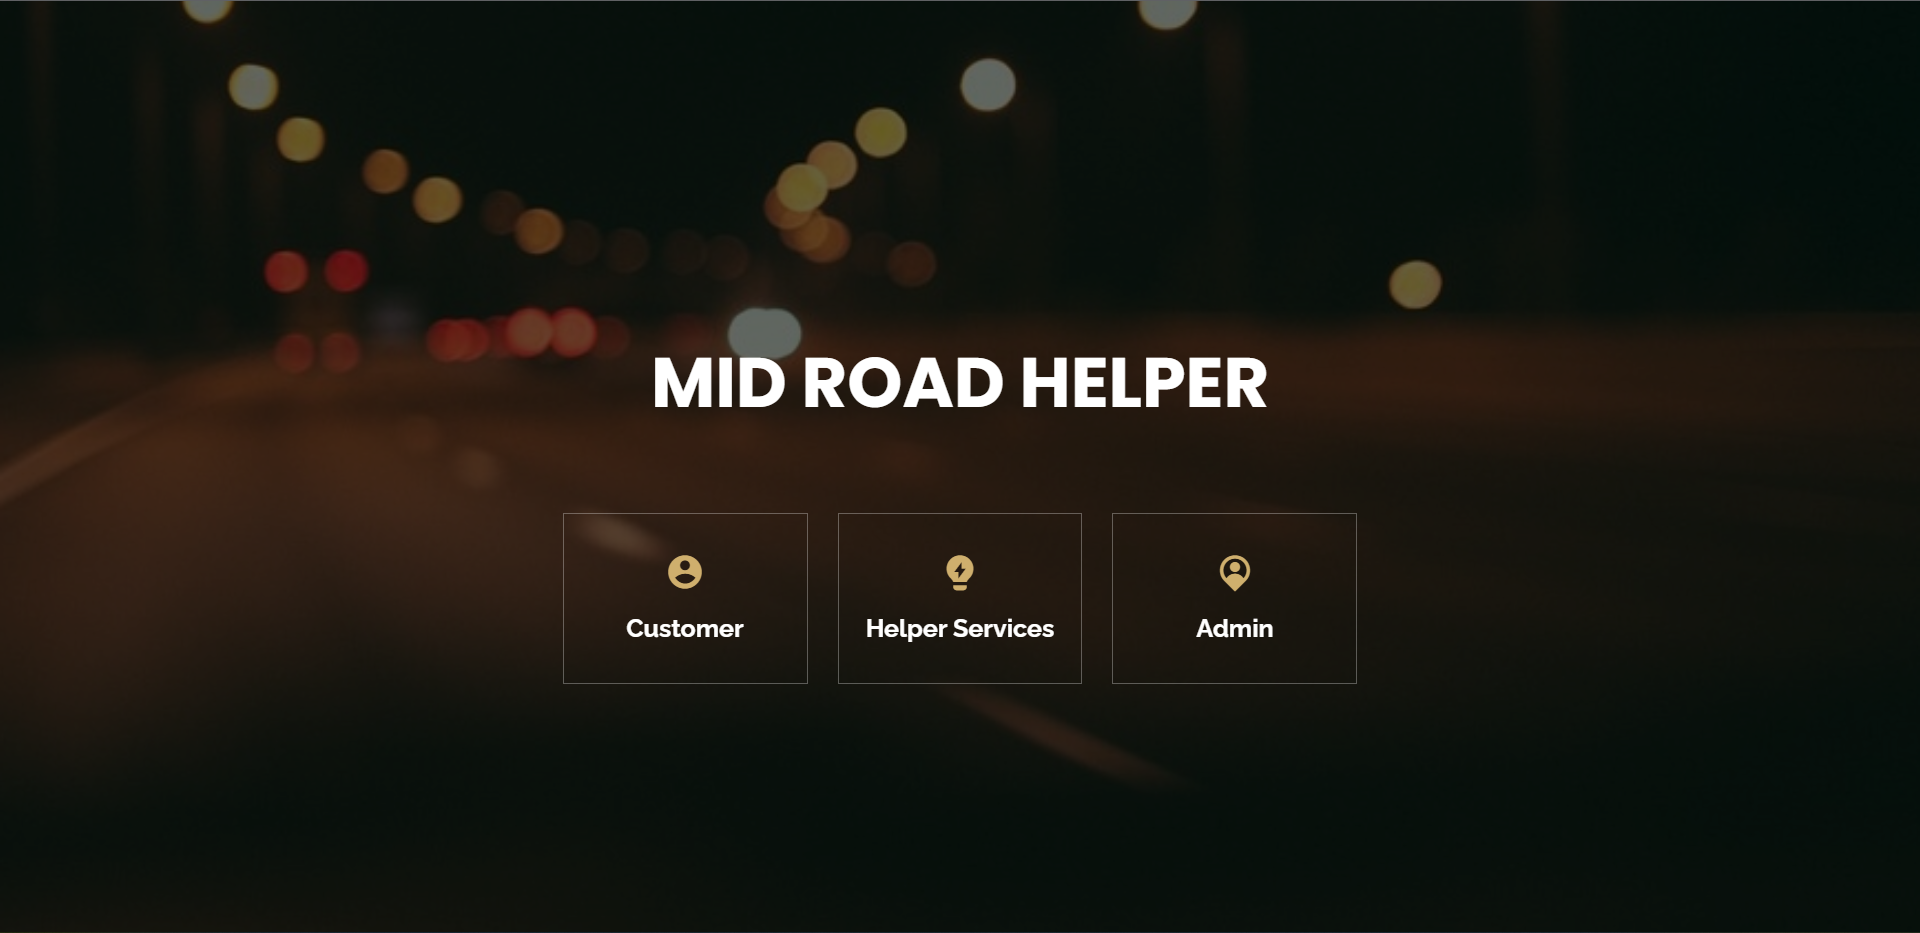 MID ROAD HELPER
Customer
Helper Services
Admin